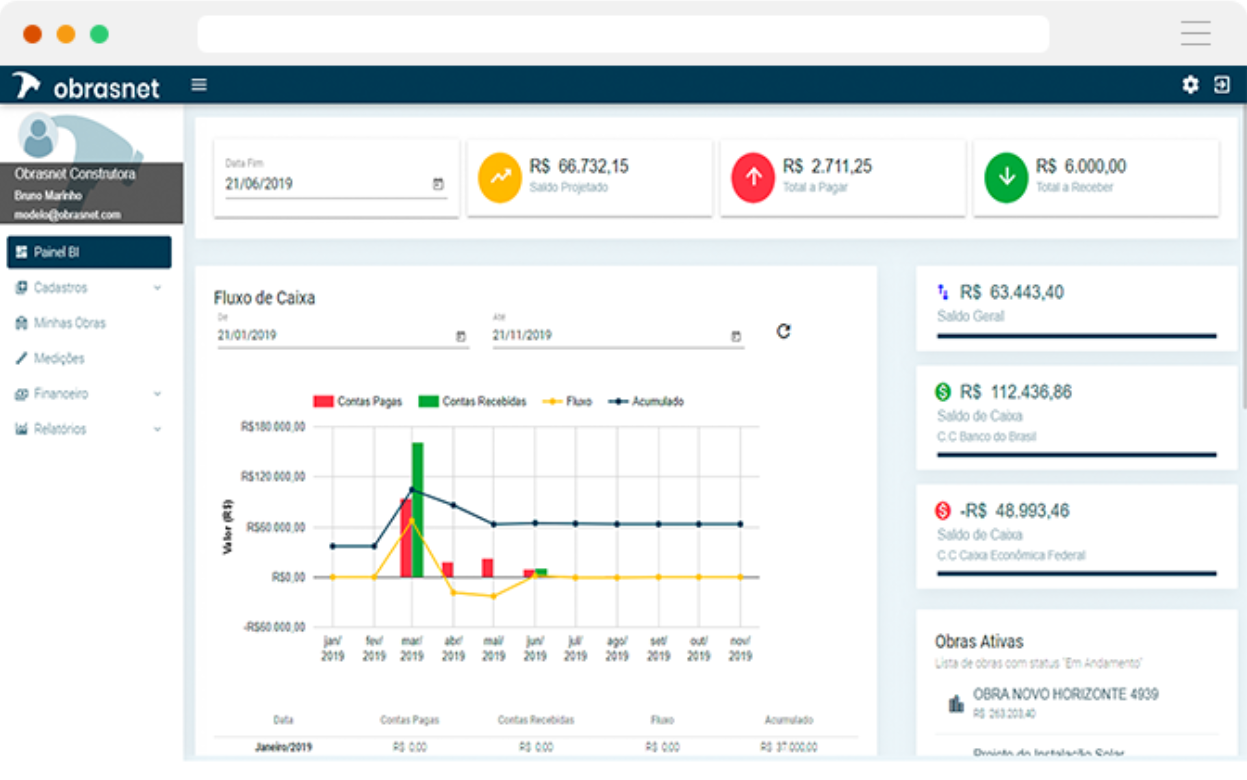 obrasnet
Obrasnet Construtora
Bruno Marinho
modelo@obrasnet.com
Painel BI
Cadastros
Minhas Obras
Medições
Financeiro
Relatórios
Data Fim
21/06/2019
R$ 66.732,15
Saldo Projetado
R$ 2.711,25
Total a Pagar
R$ 6.000,00
Total a Receber
Fluxo de Caixa
De
21/01/2019
Até
21/11/2019
Contas Pagas Contas Recebidas Fluxo Acumulado
Valor (R$)
R$180.000,00
R$120.000,00
R$60.000,00
R$0,00
-R$60.000,00
jan/ fev/ mar/ abr/ mai/ jun/ jul/ ago/ set/ out/ nov/
2019 2019 2019 2019 2019 2019 2019 2019 2019 2019 2019
Data Contas Pagas Contas Recebidas Fluxo Acumulado
Janeiro/2019 R$ 0,00 R$ 0,00 R$ 0,00 R$ 37.000,00
R$ 63.443,40
Saldo Geral
R$ 112.436,86
Saldo de Caixa
C.C Banco do Brasil
-R$ 48.993,46
Saldo de Caixa
C.C Caixa Econômica Federal
Obras Ativas
Lista de obras com status "Em Andamento"
OBRA NOVO HORIZONTE 4939
R$ 263.203,40
Projeto de Instalação Solar